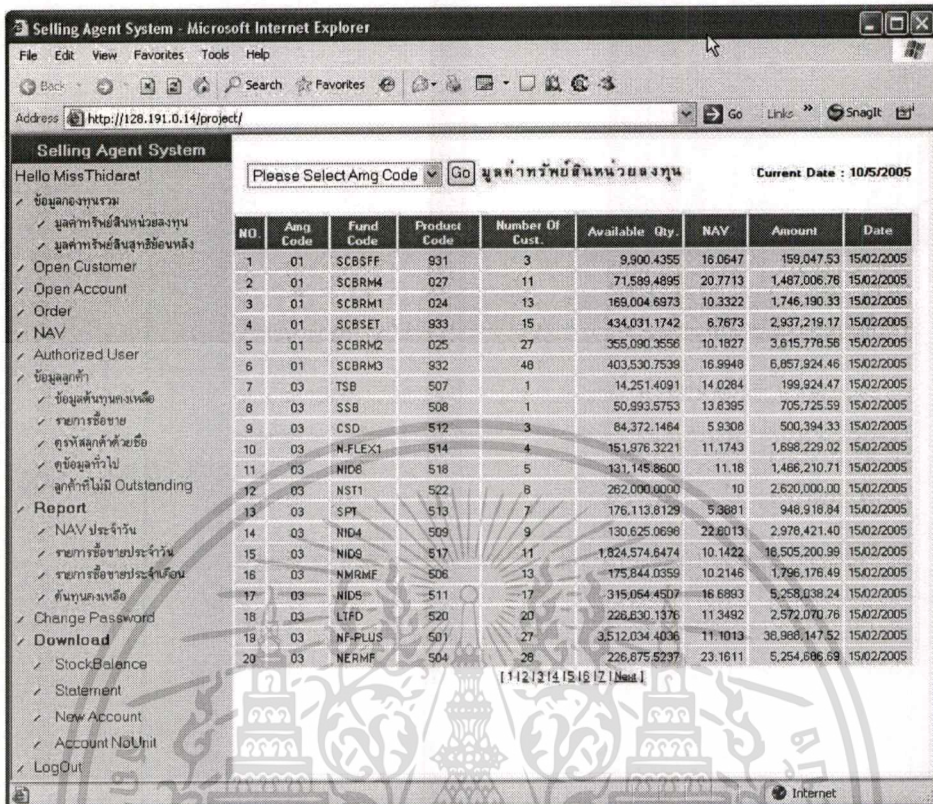 Selling Agent System - Microsoft Internet Explorer
File Edit View Favorites Tools Help
Back Search Favorites
Address http://128.191.0.14/project/ Go Links » SnagIt
Selling Agent System
Hello MissThidarat
ข้อมูลกองทุนรวม
มูลค่าทรัพย์สินหน่วยลงทุน
มูลค่าทรัพย์สินสุทธิย้อนหลัง
Open Customer
Open Account
Order
NAV
Authorized User
ข้อมูลลูกค้า
ข้อมูลต้นทุนคงเหลือ
รายการซื้อขาย
ดูรหัสลูกค้าด้วยชื่อ
ดูข้อมูลทั่วไป
ลูกค้าที่ไม่มี Outstanding
Report
NAV ประจำวัน
รายการซื้อขายประจำวัน
รายการซื้อขายประจำเดือน
ต้นทุนคงเหลือ
Change Password
Download
StockBalance
Statement
New Account
Account NoUnit
LogOut
Please Select Amg Code Go มูลค่าทรัพย์สินหน่วยลงทุน Current Date : 10/5/2005
NO. Amg Code Fund Code Product Code Number Of Cust. Available Qty. NAV Amount Date
1 01 SCBSFF 931 3 9,900.4355 16.0647 159,047.53 15/02/2005
2 01 SCBRM4 027 11 71,589.4895 20.7713 1,487,006.76 15/02/2005
3 01 SCBRM1 024 13 169,004.6973 10.3322 1,746,190.33 15/02/2005
4 01 SCBSET 933 15 434,031.1742 6.7673 2,937,219.17 15/02/2005
5 01 SCBRM2 025 27 355,090.3556 10.1827 3,615,778.56 15/02/2005
6 01 SCBRM3 932 48 403,530.7539 16.9948 6,857,924.46 15/02/2005
7 03 TSB 507 1 14,251.4091 14.0284 199,924.47 15/02/2005
8 03 SSB 508 1 50,993.5753 13.8395 705,725.59 15/02/2005
9 03 CSD 512 3 84,372.1464 5.9308 500,394.33 15/02/2005
10 03 N-FLEX1 514 4 151,976.3221 11.1743 1,698,229.02 15/02/2005
11 03 NID8 518 5 131,145.8600 11.18 1,466,210.71 15/02/2005
12 03 NST1 522 6 262,000.0000 10 2,620,000.00 15/02/2005
13 03 SPT 513 7 176,113.8129 5.3881 948,918.84 15/02/2005
14 03 NID4 509 9 130,625.0698 22.8013 2,978,421.40 15/02/2005
15 03 NID9 517 11 1,824,574.6474 10.1422 18,505,200.99 15/02/2005
16 03 NMRMF 506 13 175,844.0359 10.2146 1,796,176.49 15/02/2005
17 03 NID5 511 17 315,054.4507 16.6893 5,258,038.24 15/02/2005
18 03 LTFD 520 20 226,630.1376 11.3492 2,572,070.76 15/02/2005
19 03 NF-PLUS 501 27 3,512,034.4036 11.1013 38,988,147.52 15/02/2005
20 03 NERMF 504 28 226,875.5237 23.1611 5,254,686.69 15/02/2005
[ 1 | 2 | 3 | 4 | 5 | 6 | 7 | Next ]
Internet